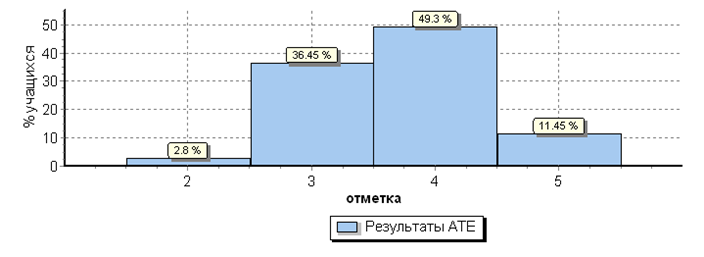 % учащихся
50
40
30
20
10
0
2.8 %
36.45 %
49.3 %
11.45 %
2 3 4 5
отметка
Результаты АТЕ